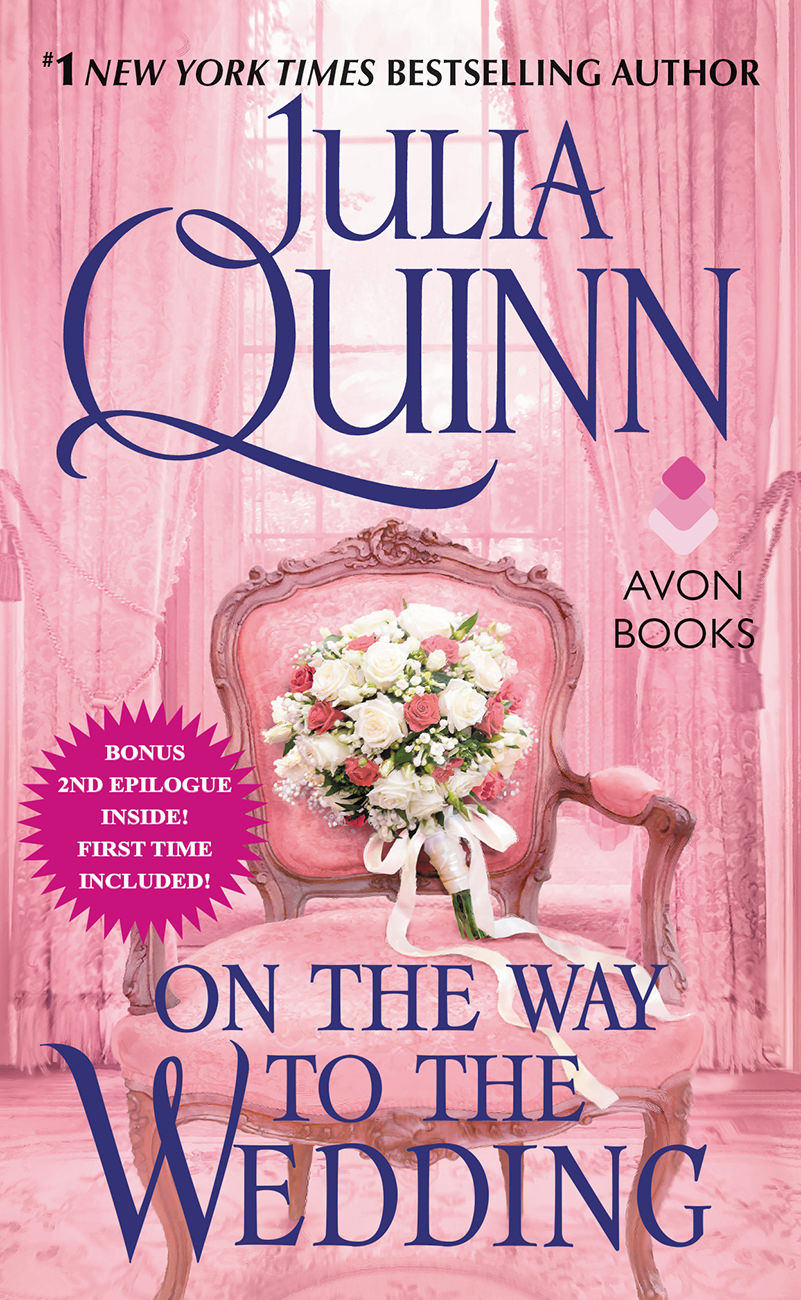 #1 NEW YORK TIMES BESTSELLING AUTHOR
JULIA
QUINN
AVON
BOOKS
BONUS
2ND EPILOGUE
INSIDE!
FIRST TIME
INCLUDED!
ON THE WAY
TO THE
WEDDING